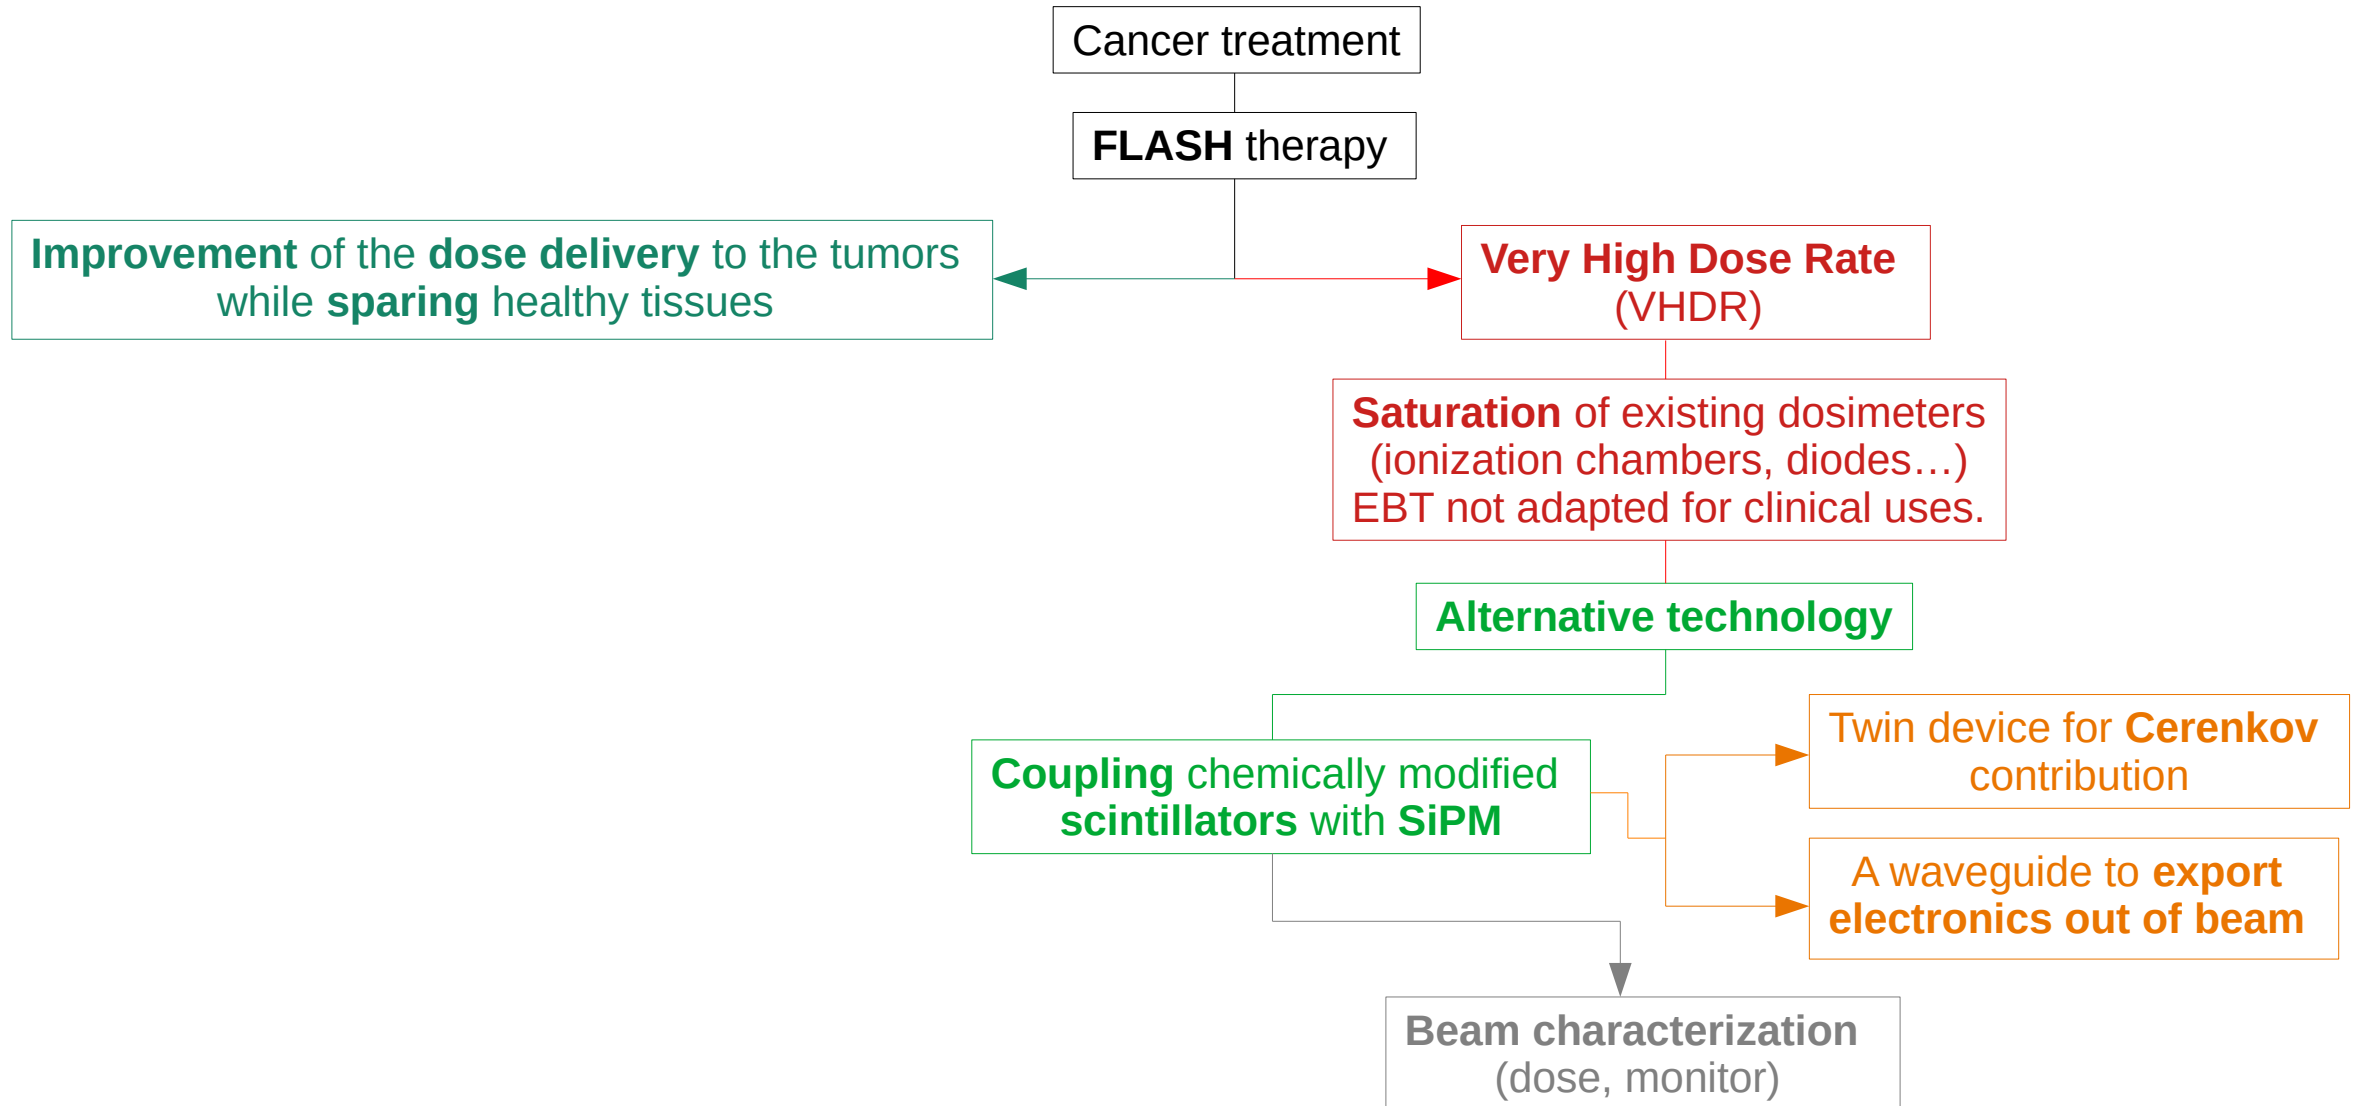 Cancer treatment
FLASH therapy
Improvement of the dose delivery to the tumors
while sparing healthy tissues
Very High Dose Rate
(VHDR)
Saturation of existing dosimeters
(ionization chambers, diodes…)
EBT not adapted for clinical uses.
Alternative technology
Coupling chemically modified
scintillators with SiPM
Twin device for Cerenkov
contribution
A waveguide to export
electronics out of beam
Beam characterization
(dose, monitor)